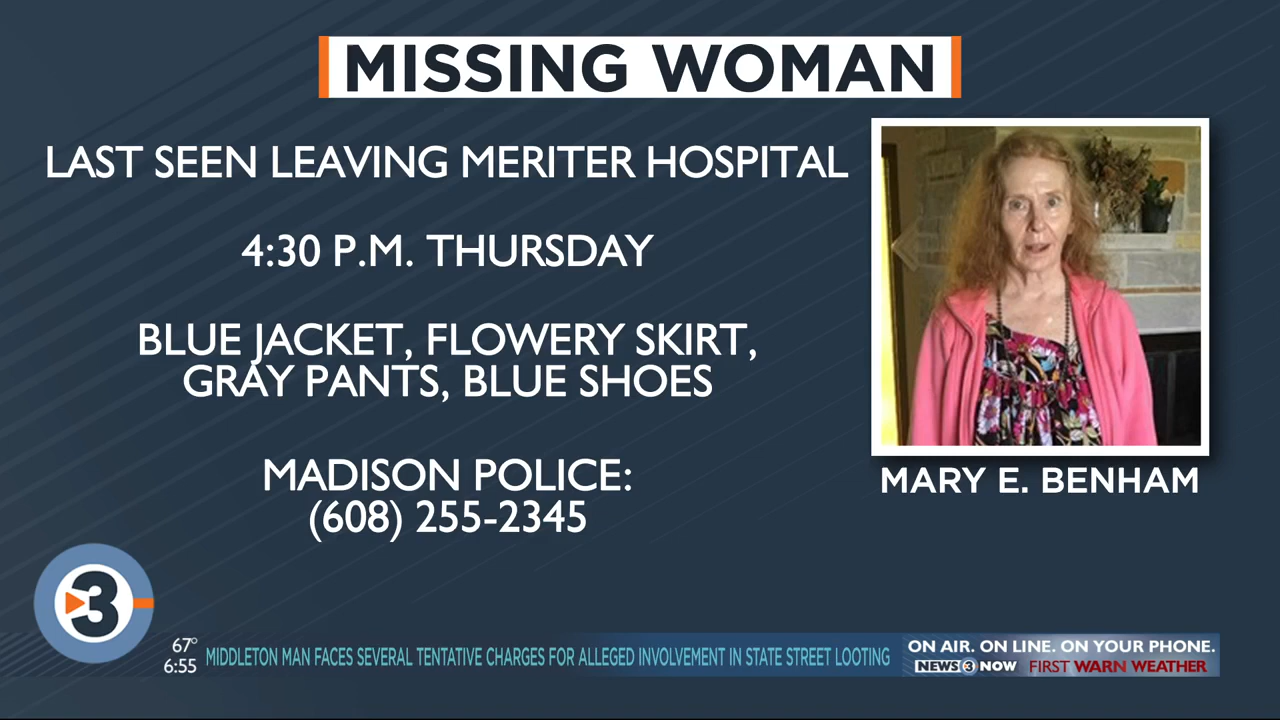 MISSING WOMAN
LAST SEEN LEAVING MERITER HOSPITAL
4:30 P.M. THURSDAY
BLUE JACKET, FLOWERY SKIRT,
GRAY PANTS, BLUE SHOES
MADISON POLICE:
(608) 255-2345
MARY E. BENHAM
3
67°
6:55
MIDDLETON MAN FACES SEVERAL TENTATIVE CHARGES FOR ALLEGED INVOLVEMENT IN STATE STREET LOOTING
ON AIR. ON LINE. ON YOUR PHONE.
NEWS 3 NOW FIRST WARN WEATHER